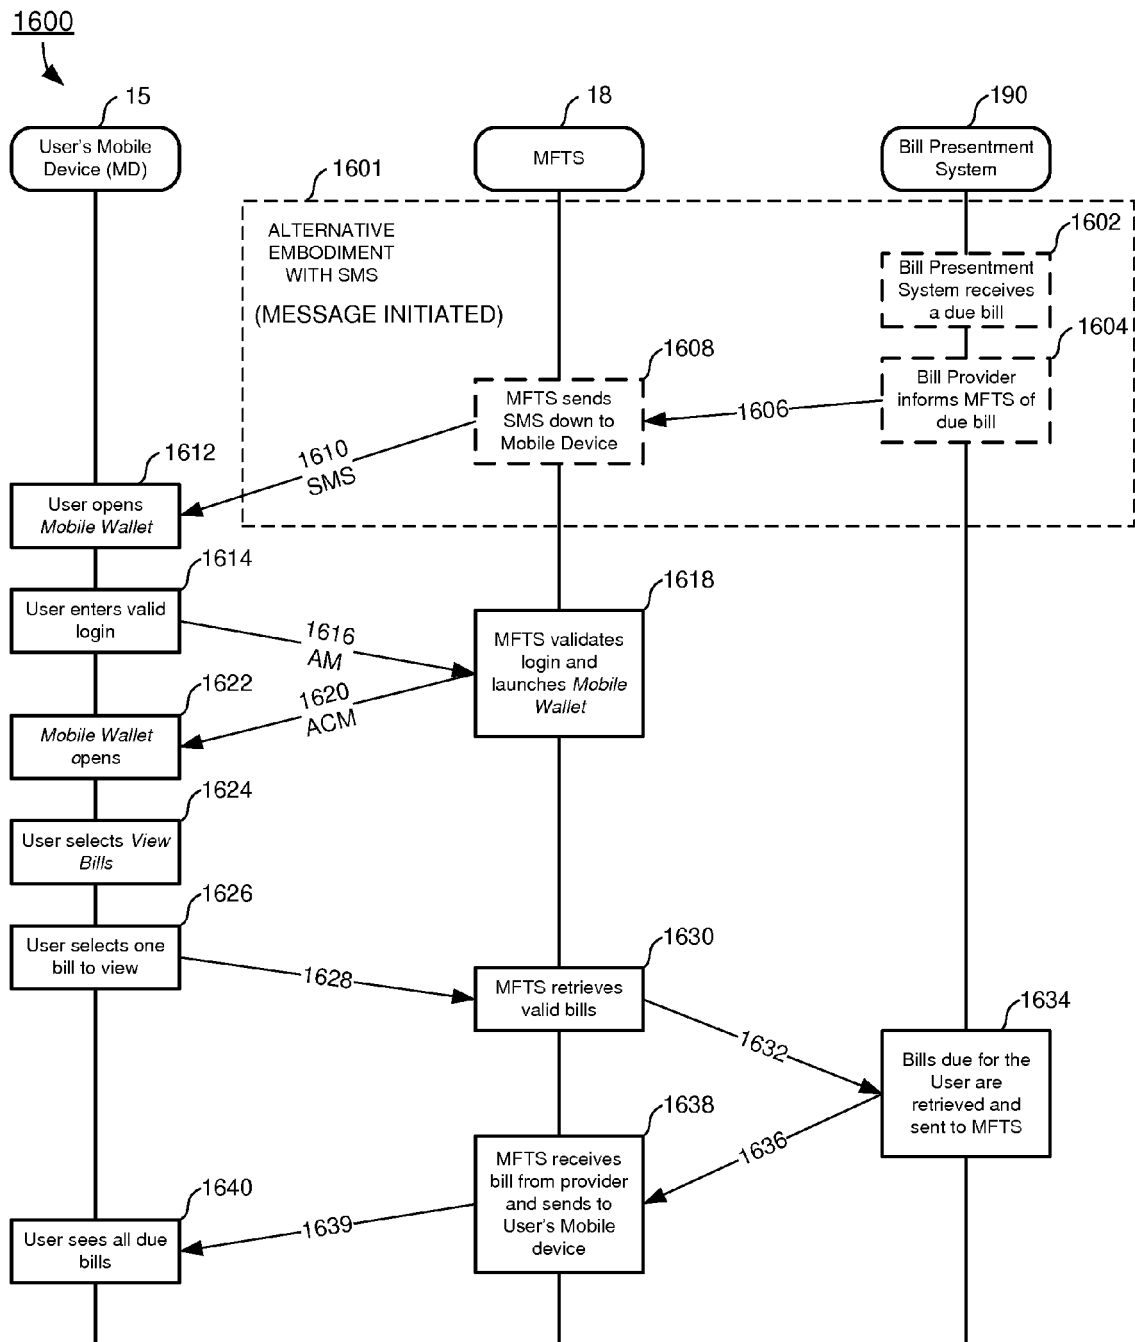 1600
15
18
190
User's Mobile
Device (MD)
MFTS
Bill Presentment
System
1601
ALTERNATIVE
EMBODIMENT
WITH SMS
(MESSAGE INITIATED)
1602
Bill Presentment
System receives
a due bill
1604
Bill Provider
informs MFTS of
due bill
1606
1608
MFTS sends
SMS down to
Mobile Device
1610
SMS
1612
User opens
Mobile Wallet
1614
User enters valid
login
1616
AM
1618
MFTS validates
login and
launches Mobile
Wallet
1620
ACM
1622
Mobile Wallet
opens
1624
User selects View
Bills
1626
User selects one
bill to view
1628
1630
MFTS retrieves
valid bills
1632
1634
Bills due for the
User are
retrieved and
sent to MFTS
1636
1638
MFTS receives
bill from provider
and sends to
User's Mobile
device
1639
1640
User sees all due
bills